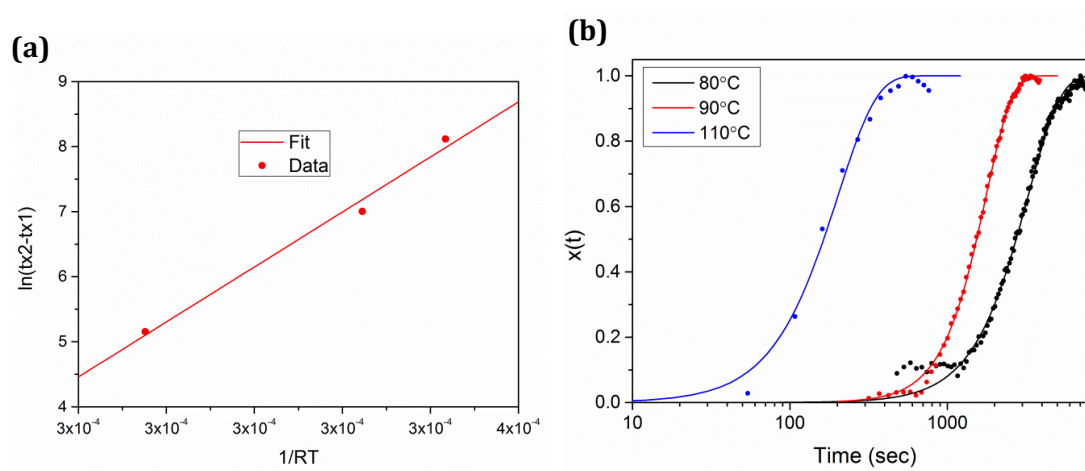 (a)
9
8
7
6
5
4
ln(tx2-tx1)
Fit
Data
3x10⁻⁴
3x10⁻⁴
3x10⁻⁴
3x10⁻⁴
3x10⁻⁴
4x10⁻⁴
1/RT
(b)
80°C
90°C
110°C
1.0
0.8
0.6
0.4
0.2
0.0
x(t)
10
100
1000
Time (sec)